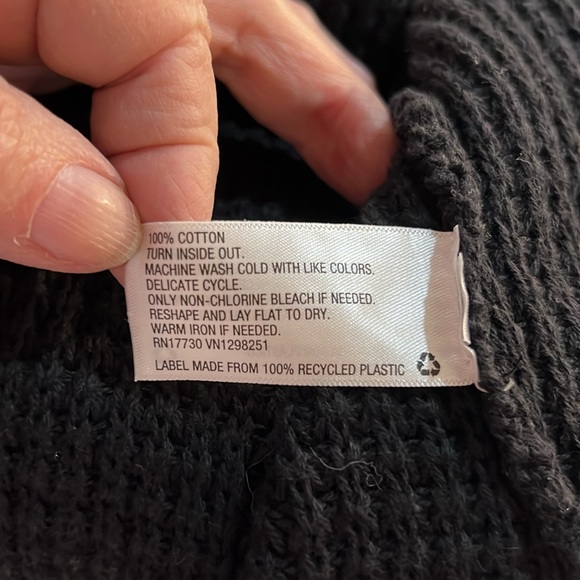 100% COTTON
TURN INSIDE OUT.
MACHINE WASH COLD WITH LIKE COLORS.
DELICATE CYCLE.
ONLY NON-CHLORINE BLEACH IF NEEDED.
RESHAPE AND LAY FLAT TO DRY.
WARM IRON IF NEEDED.
RN17730 VN1298251
LABEL MADE FROM 100% RECYCLED PLASTIC